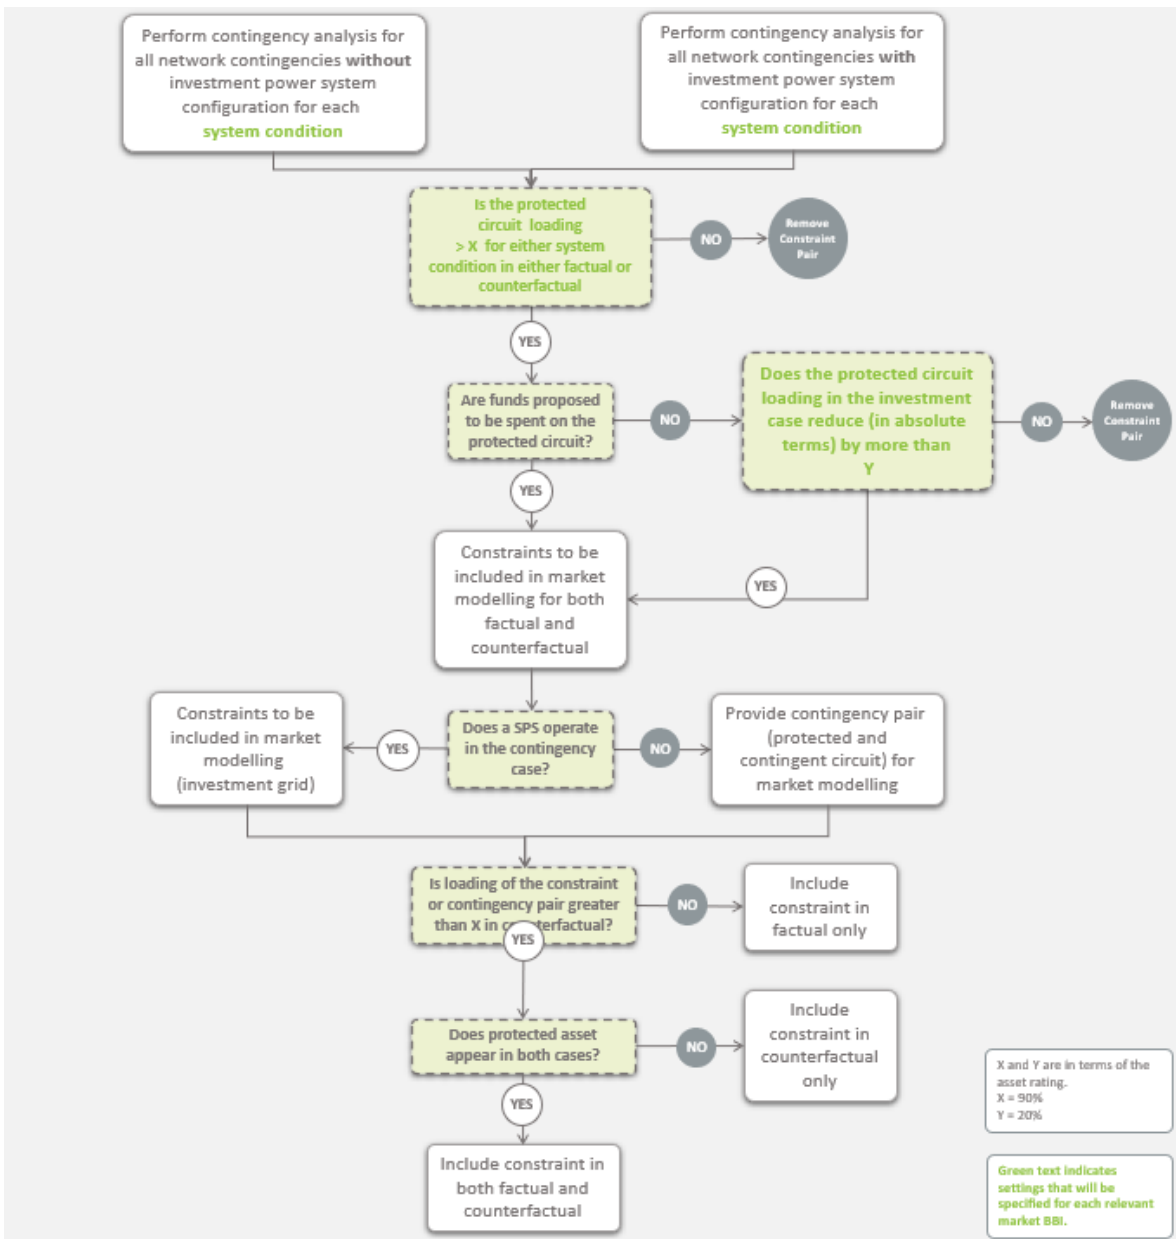 Perform contingency analysis for
all network contingencies without
investment power system
configuration for each
system condition
Perform contingency analysis for
all network contingencies with
investment power system
configuration for each
system condition
Is the protected
circuit loading
> X for either system
condition in either factual or
counterfactual
NO
Remove
Constraint
Pair
YES
Are funds proposed
to be spent on the
protected circuit?
NO
Does the protected circuit
loading in the investment
case reduce (in absolute
terms) by more than
Y
NO
Remove
Constraint
Pair
YES
Constraints to be
included in market
modelling for both
factual and
counterfactual
YES
Constraints to be
included in market
modelling
(investment grid)
YES
Does a SPS operate
in the contingency
case?
NO
Provide contingency pair
(protected and
contingent circuit) for
market modelling
Is loading of the constraint
or contingency pair greater
than X in counterfactual?
NO
Include
constraint in
factual only
YES
Does protected asset
appear in both cases?
NO
Include
constraint in
counterfactual
only
YES
Include constraint in
both factual and
counterfactual
X and Y are in terms of the
asset rating.
X = 90%
Y = 20%
Green text indicates
settings that will be
specified for each relevant
market BBI.